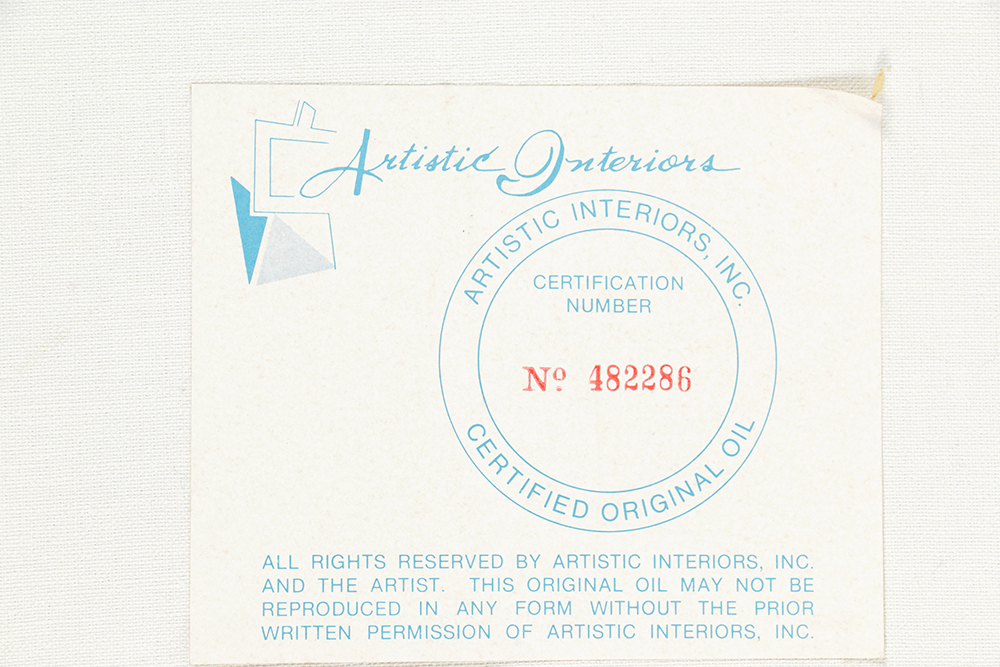 Artistic Interiors
ARTISTIC INTERIORS, INC.
CERTIFICATION
NUMBER
Nº 482286
CERTIFIED ORIGINAL OIL
ALL RIGHTS RESERVED BY ARTISTIC INTERIORS, INC.
AND THE ARTIST. THIS ORIGINAL OIL MAY NOT BE
REPRODUCED IN ANY FORM WITHOUT THE PRIOR
WRITTEN PERMISSION OF ARTISTIC INTERIORS, INC.